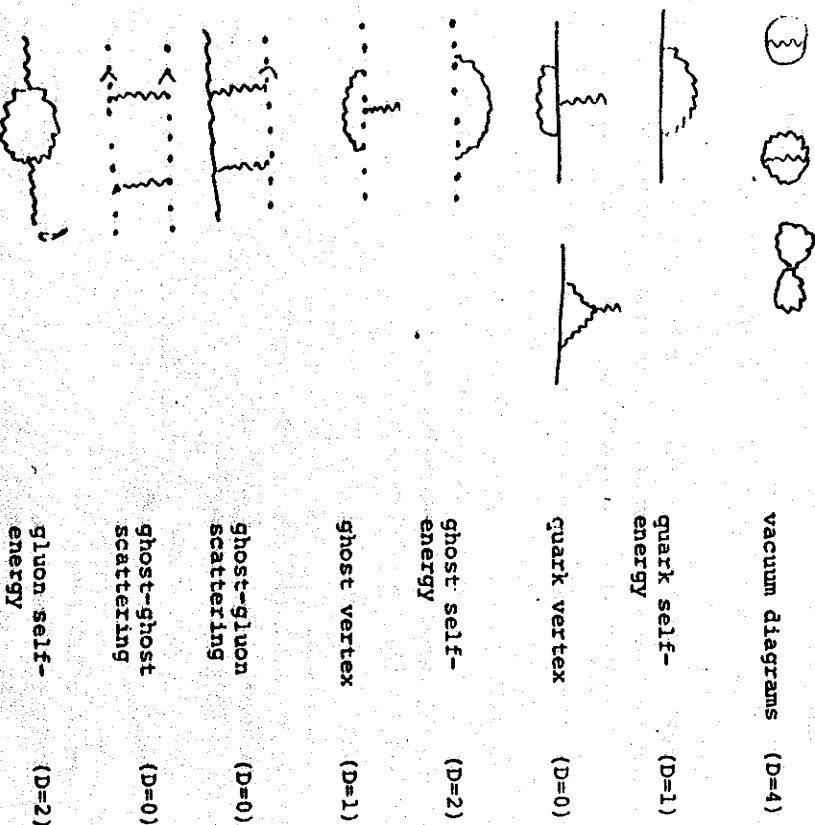 vacuum diagrams (D=4)
quark self- (D=1)
energy
quark vertex (D=0)
ghost self- (D=2)
energy
ghost vertex (D=1)
ghost-gluon (D=0)
scattering
ghost-ghost (D=0)
scattering
gluon self- (D=2)
energy